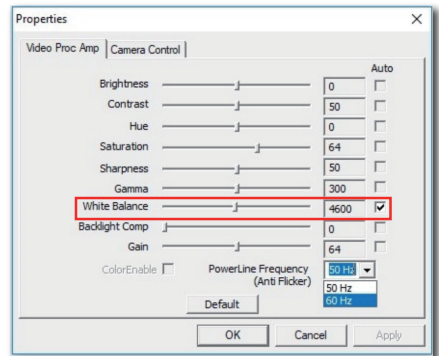 Properties
Video Proc Amp Camera Control
Auto
Brightness 0
Contrast 50
Hue 0
Saturation 64
Sharpness 50
Gamma 300
White Balance 4600
Backlight Comp 0
Gain 64
ColorEnable PowerLine Frequency 50 Hz
(Anti Flicker)
50 Hz
60 Hz
Default
OK Cancel Apply